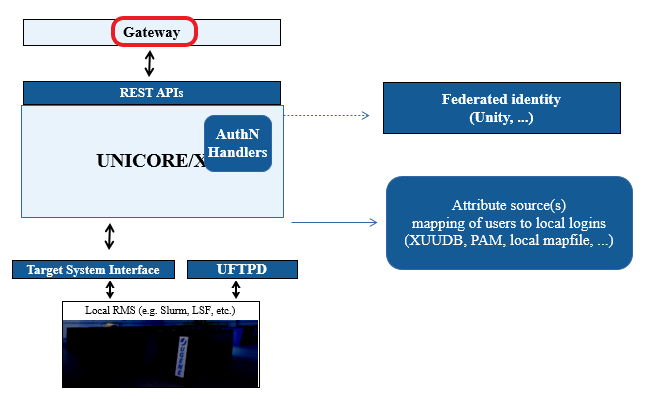 Gateway
REST APIs
AuthN
Handlers
UNICORE/X
Federated identity
(Unity, ...)
Attribute source(s)
mapping of users to local logins
(XUUDB, PAM, local mapfile, ...)
Target System Interface
UFTPD
Local RMS (e.g. Slurm, LSF, etc.)
JUGENE